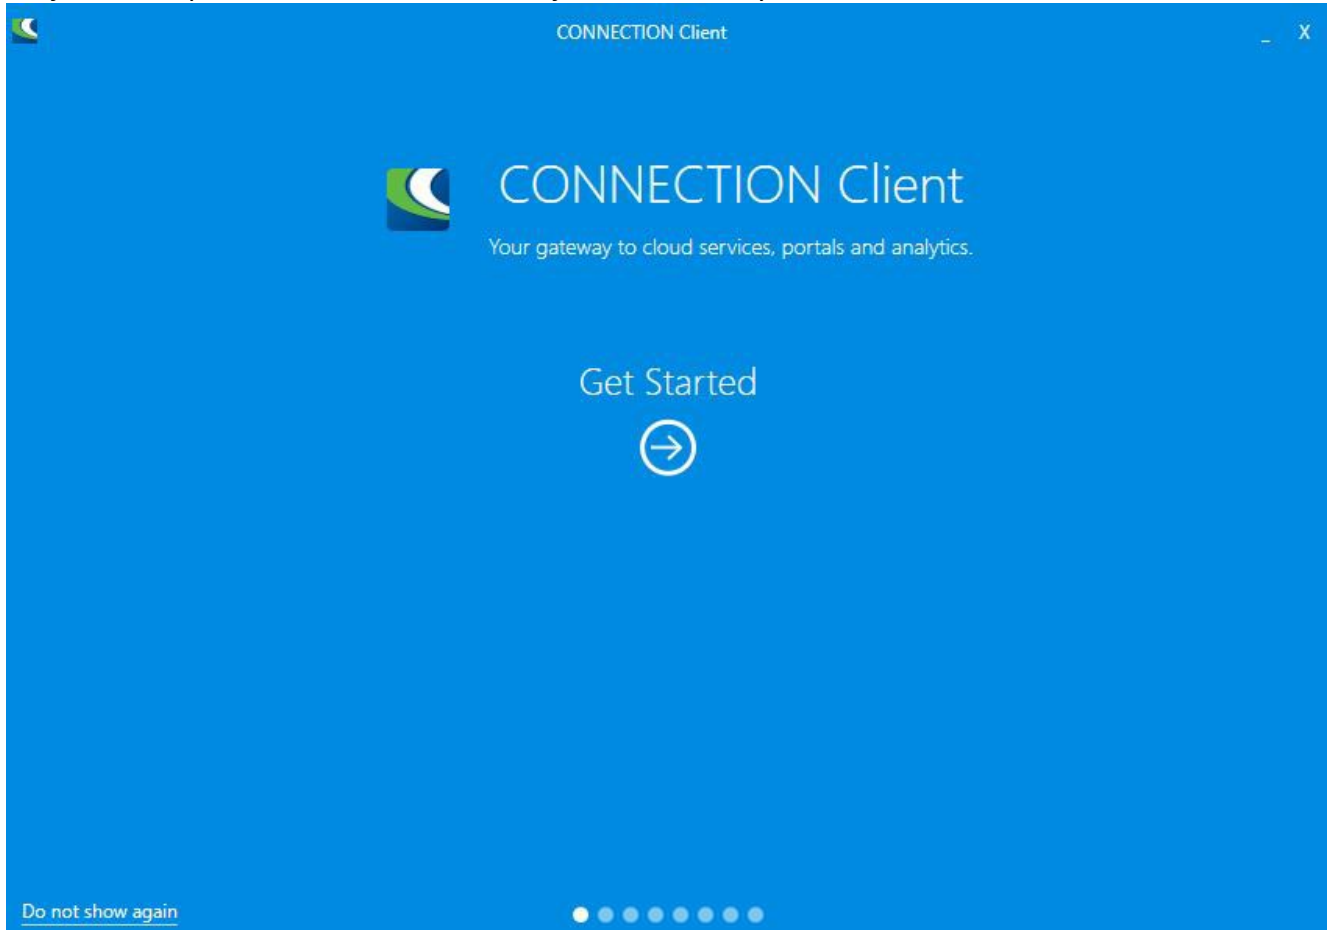 CONNECTION Client
_ X
CONNECTION Client
Your gateway to cloud services, portals and analytics.
Get Started
Do not show again